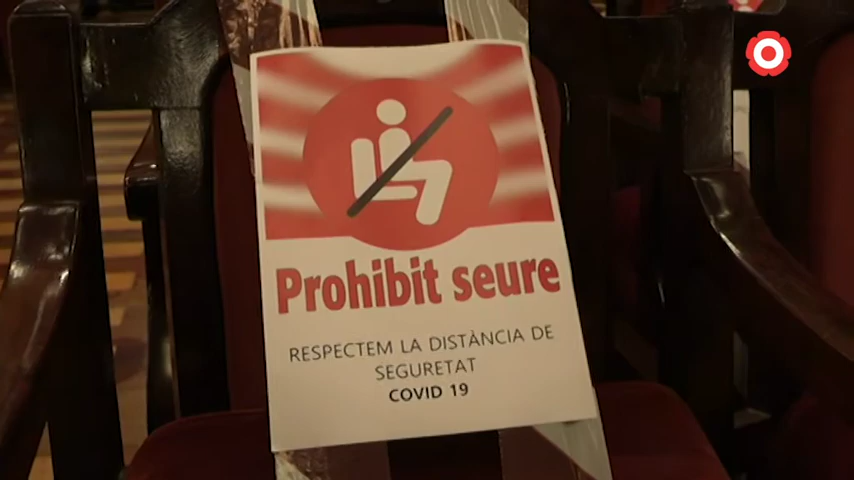 Prohibit seure
RESPECTEM LA DISTÀNCIA DE
SEGURETAT
COVID 19